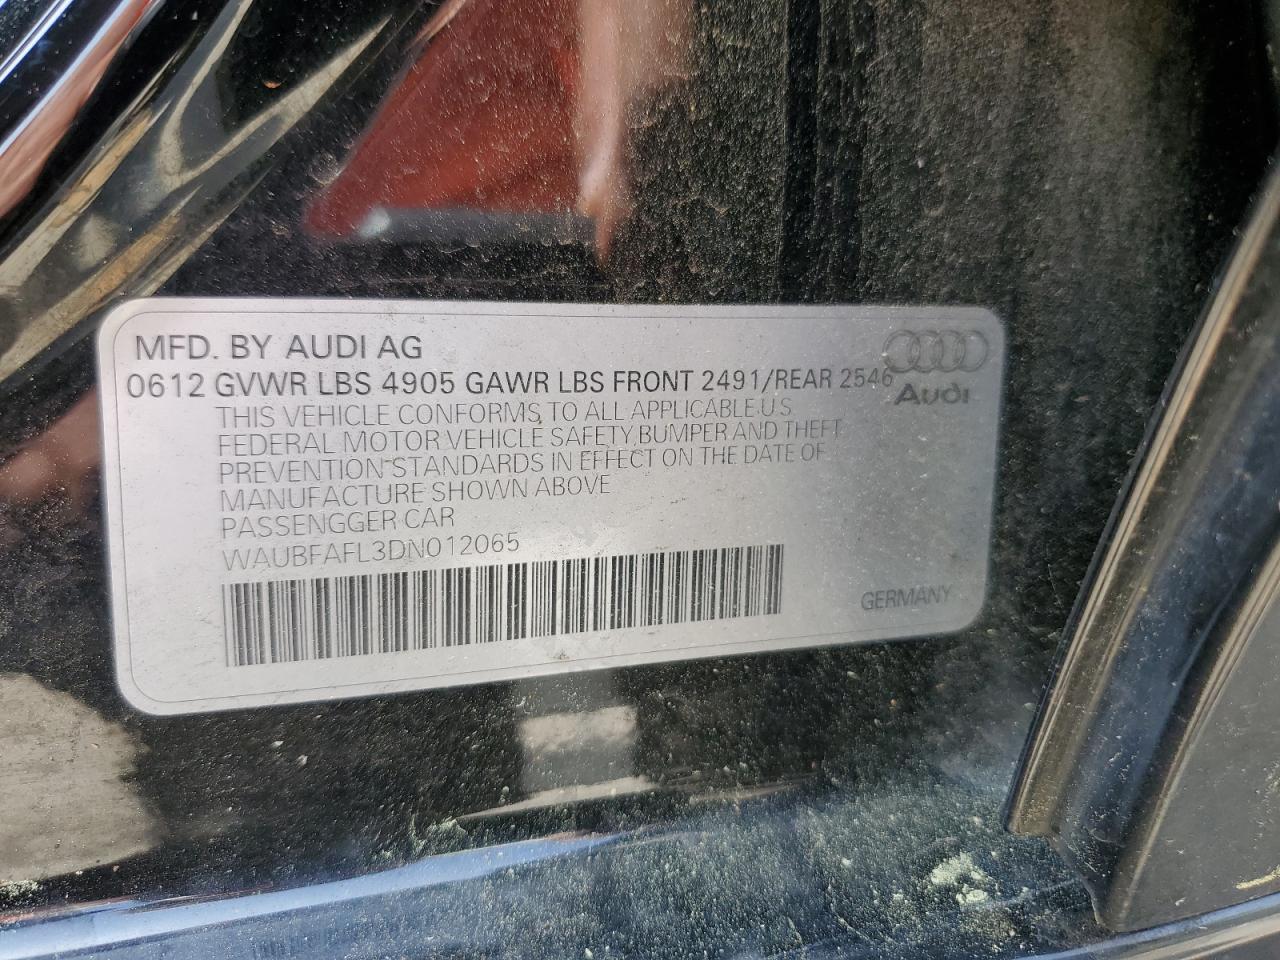 MFD. BY AUDI AG
0612 GVWR LBS 4905 GAWR LBS FRONT 2491/REAR 2546
Audi
THIS VEHICLE CONFORMS TO ALL APPLICABLE U.S.
FEDERAL MOTOR VEHICLE SAFETY, BUMPER AND THEFT
PREVENTION STANDARDS IN EFFECT ON THE DATE OF
MANUFACTURE SHOWN ABOVE
PASSENGGER CAR
WAUBFAFL3DN012065
GERMANY